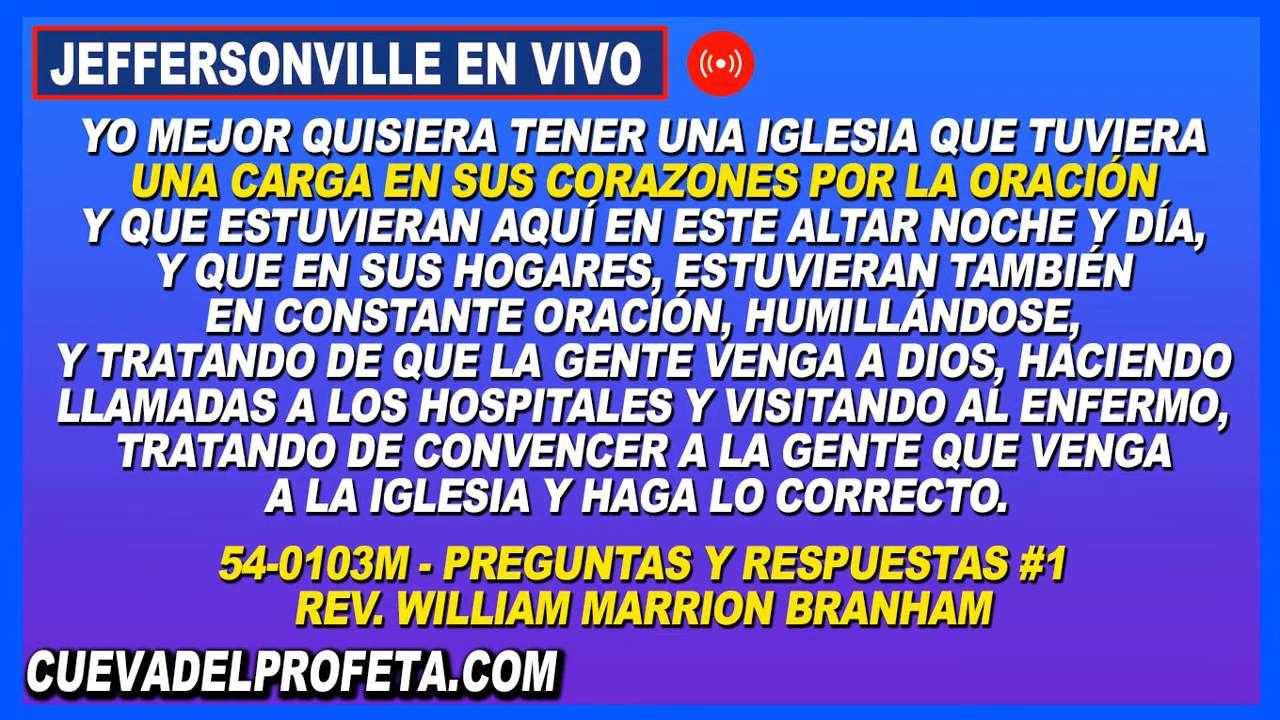 JEFFERSONVILLE EN VIVO
YO MEJOR QUISIERA TENER UNA IGLESIA QUE TUVIERA
UNA CARGA EN SUS CORAZONES POR LA ORACIÓN
Y QUE ESTUVIERAN AQUÍ EN ESTE ALTAR NOCHE Y DÍA,
Y QUE EN SUS HOGARES, ESTUVIERAN TAMBIÉN
EN CONSTANTE ORACIÓN, HUMILLÁNDOSE,
Y TRATANDO DE QUE LA GENTE VENGA A DIOS, HACIENDO
LLAMADAS A LOS HOSPITALES Y VISITANDO AL ENFERMO,
TRATANDO DE CONVENCER A LA GENTE QUE VENGA
A LA IGLESIA Y HAGA LO CORRECTO.
54-0103M - PREGUNTAS Y RESPUESTAS #1
REV. WILLIAM MARRION BRANHAM
CUEVADELPROFETA.COM